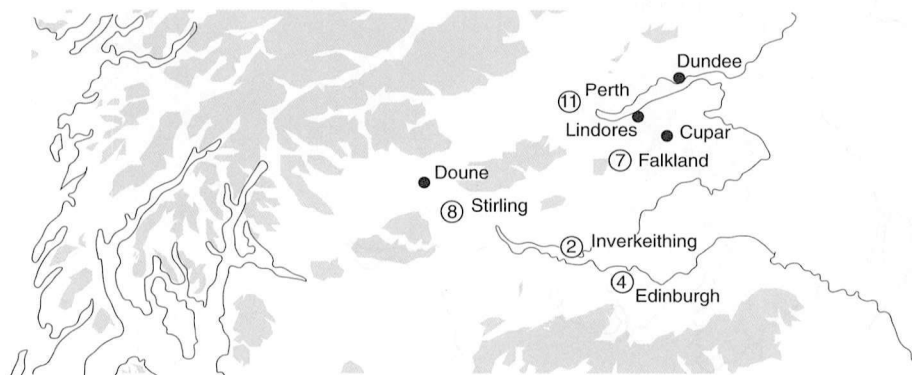 Dundee
⑪ Perth
Lindores
Cupar
⑦ Falkland
Doune
⑧ Stirling
② Inverkeithing
④ Edinburgh